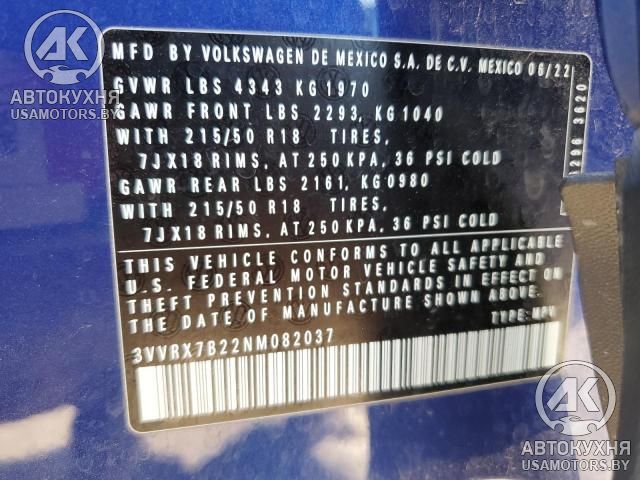 MFD BY VOLKSWAGEN DE MEXICO S.A. DE C.V. MEXICO 06/22
GVWR LBS 4343 KG 1970
GAWR FRONT LBS 2293, KG 1040
WITH 215/50 R18 TIRES,
7JX18 RIMS, AT 250 KPA, 36 PSI COLD
GAWR REAR LBS 2161, KG 0980
WITH 215/50 R18 TIRES,
7JX18 RIMS, AT 250 KPA, 36 PSI COLD
THIS VEHICLE CONFORMS TO ALL APPLICABLE
U.S. FEDERAL MOTOR VEHICLE SAFETY AND
THEFT PREVENTION STANDARDS IN EFFECT ON
THE DATE OF MANUFACTURE SHOWN ABOVE.
TYPE: MPV
3VVRX7B22NM082037
296 3620
АК
АВТОКУХНЯ
USAMOTORS.BY
АК
АВТОКУХНЯ
USAMOTORS.BY